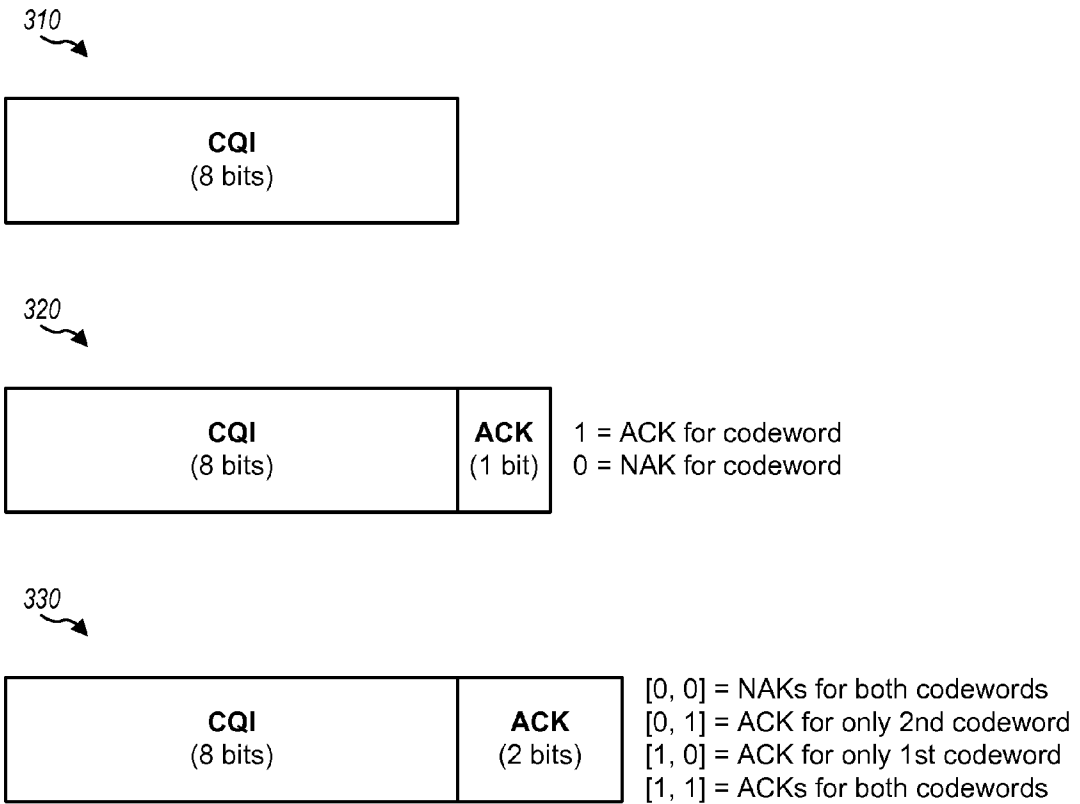 310
CQI
(8 bits)
320
CQI
(8 bits)
ACK
(1 bit)
1 = ACK for codeword
0 = NAK for codeword
330
CQI
(8 bits)
ACK
(2 bits)
[0, 0] = NAKs for both codewords
[0, 1] = ACK for only 2nd codeword
[1, 0] = ACK for only 1st codeword
[1, 1] = ACKs for both codewords